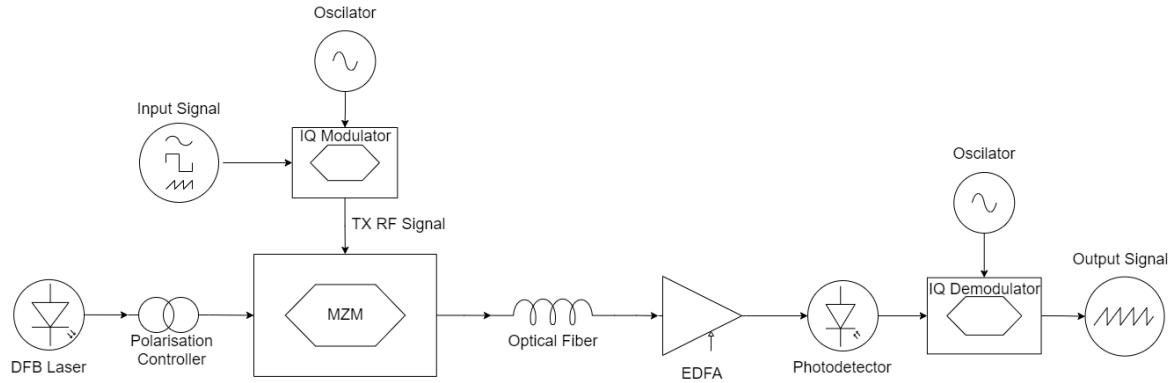 Oscilator
Input Signal
IQ Modulator
TX RF Signal
Oscilator
Output Signal
IQ Demodulator
MZM
DFB Laser
Polarisation
Controller
Optical Fiber
EDFA
Photodetector